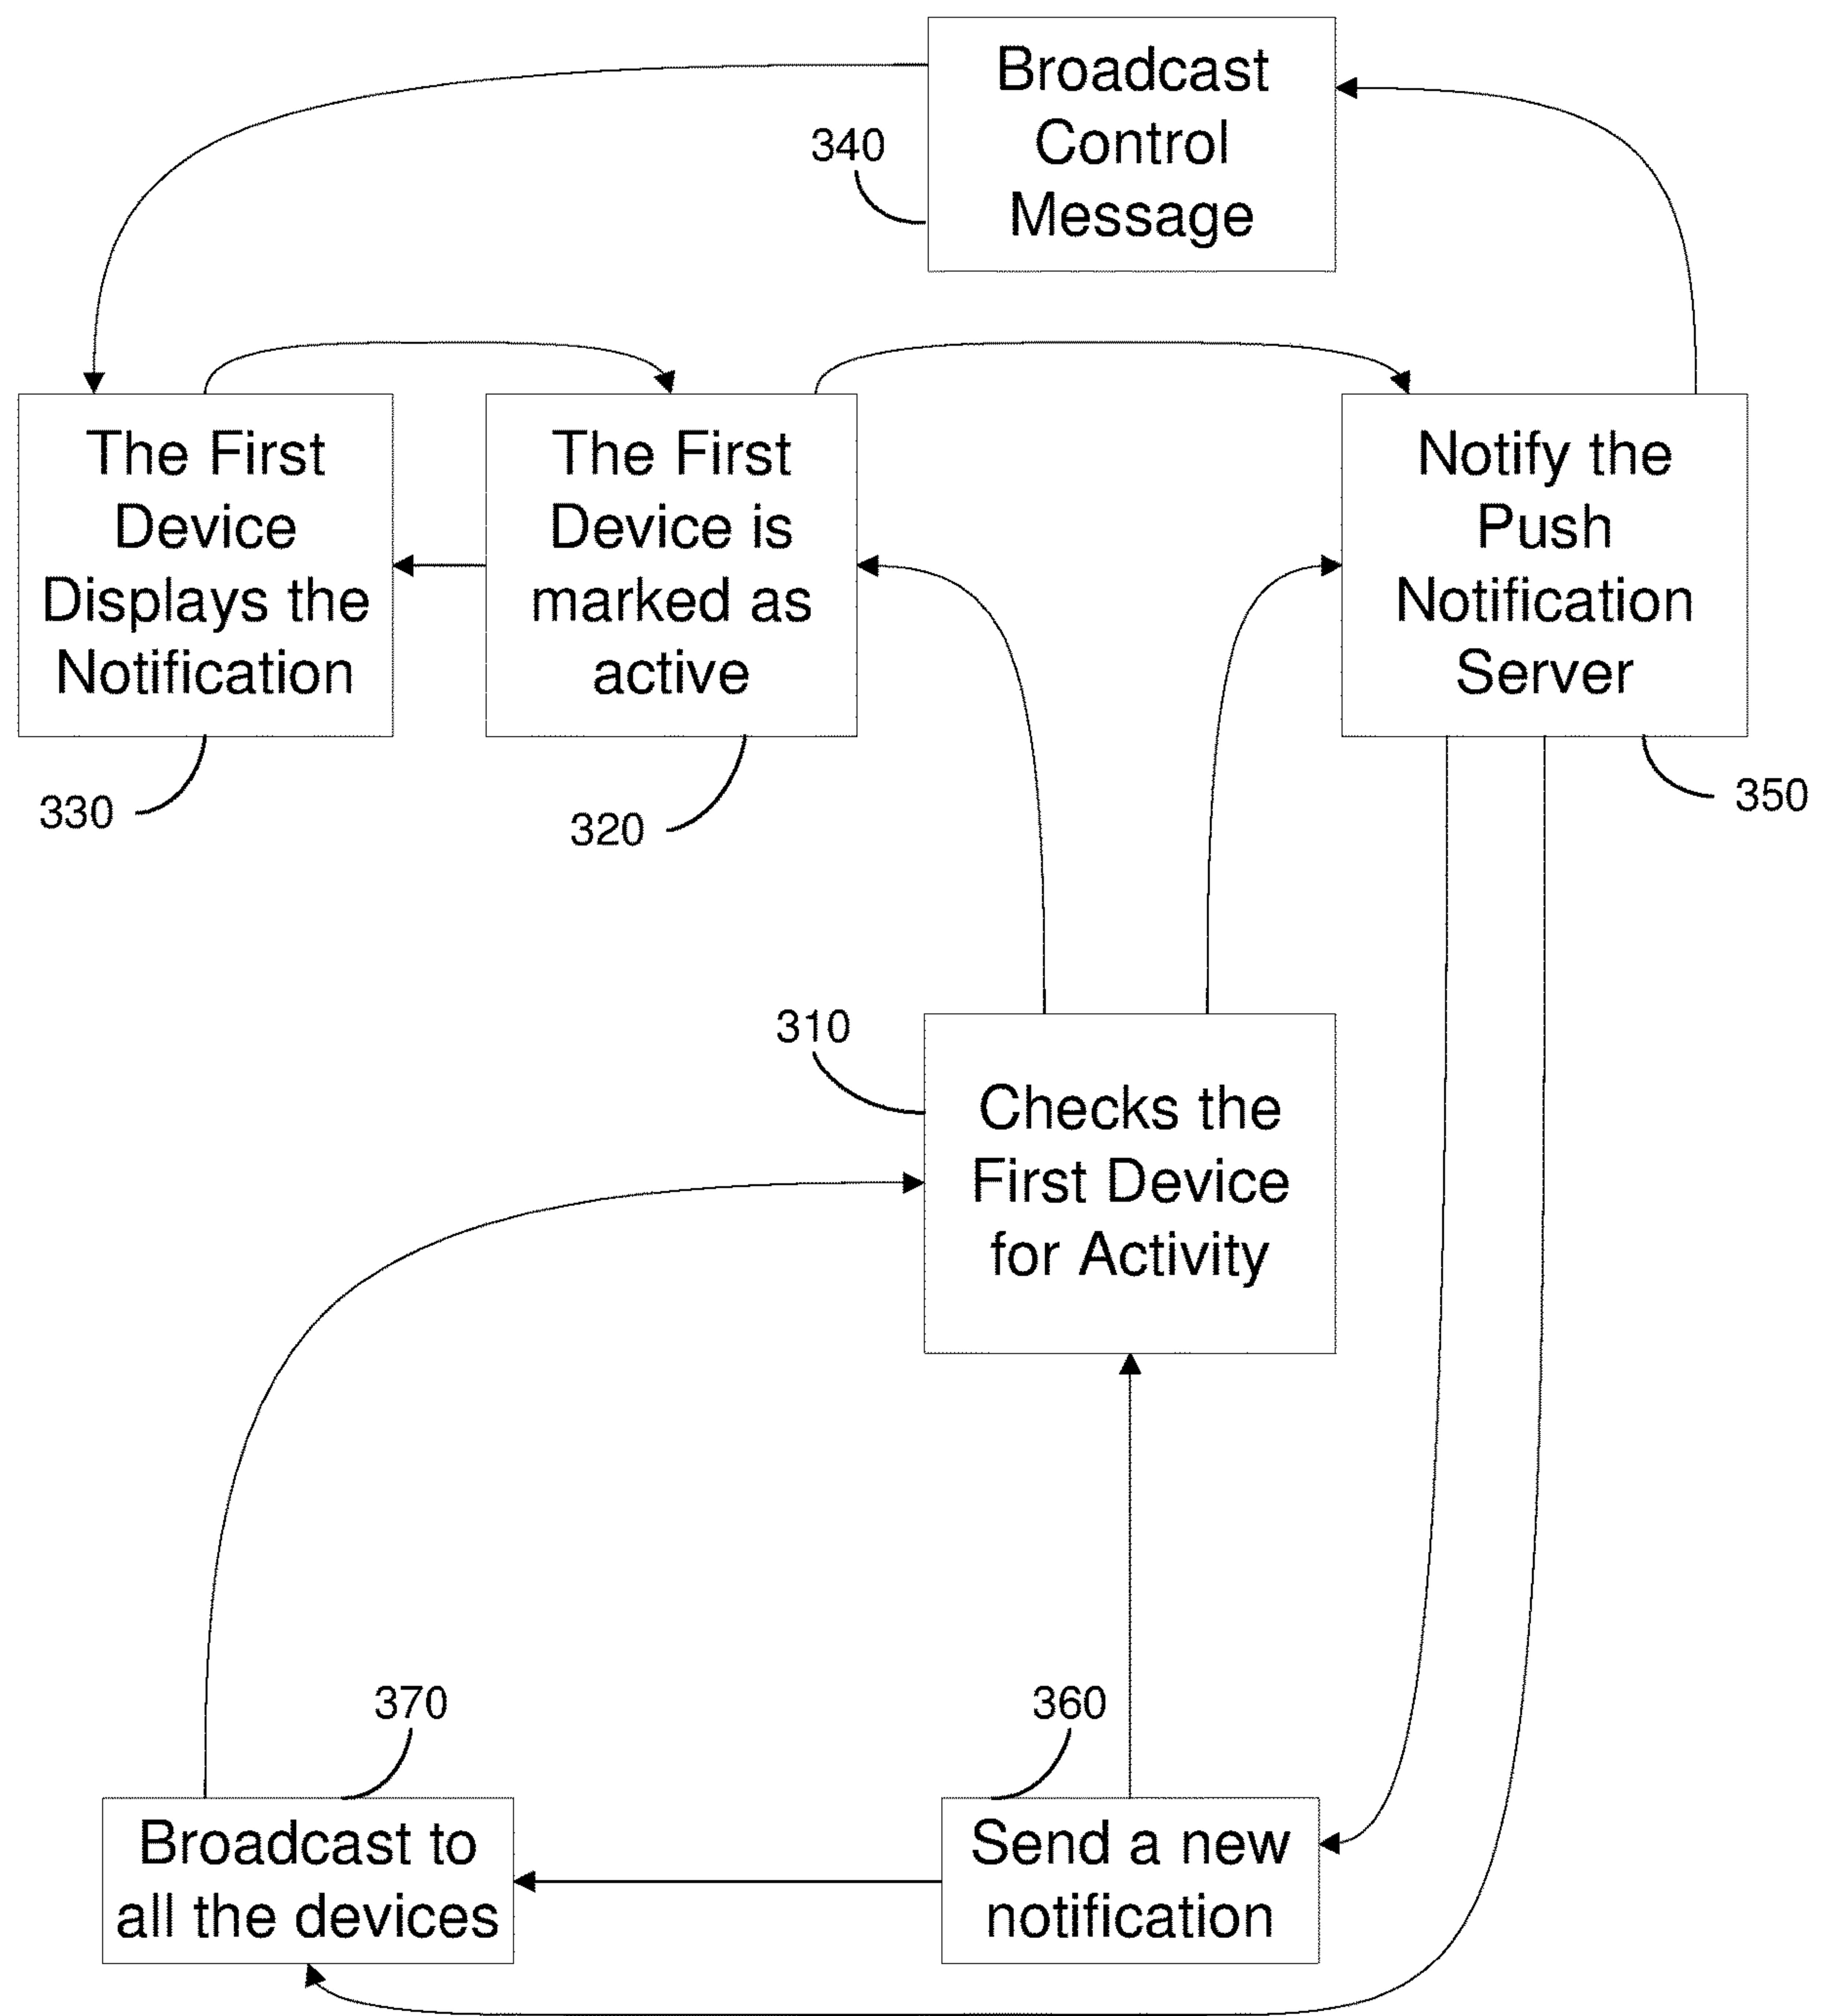 Broadcast
Control
Message
340
The First
Device
Displays the
Notification
330
The First
Device is
marked as
active
320
Notify the
Push
Notification
Server
350
310
Checks the
First Device
for Activity
370
Broadcast to
all the devices
360
Send a new
notification